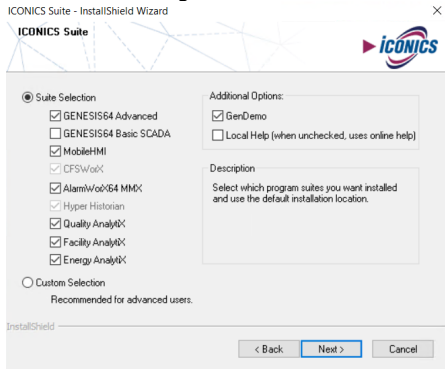 ICONICS Suite - InstallShield Wizard
ICONICS Suite
ICONICS
Suite Selection
GENESIS64 Advanced
GENESIS64 Basic SCADA
MobileHMI
CFSWorX
AlarmWorX64 MMX
Hyper Historian
Quality AnalytiX
Facility AnalytiX
Energy AnalytiX
Custom Selection
Recommended for advanced users.
Additional Options:
GenDemo
Local Help (when unchecked, uses online help)
Description
Select which program suites you want installed
and use the default installation location.
InstallShield
< Back Next > Cancel